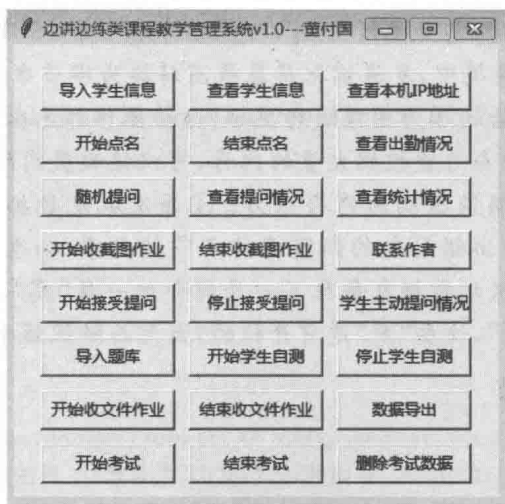 边讲边练类课程教学管理系统v1.0---董付国
导入学生信息 查看学生信息 查看本机IP地址
开始点名 结束点名 查看出勤情况
随机提问 查看提问情况 查看统计情况
开始收截图作业 结束收截图作业 联系作者
开始接受提问 停止接受提问 学生主动提问情况
导入题库 开始学生自测 停止学生自测
开始收文件作业 结束收文件作业 数据导出
开始考试 结束考试 删除考试数据